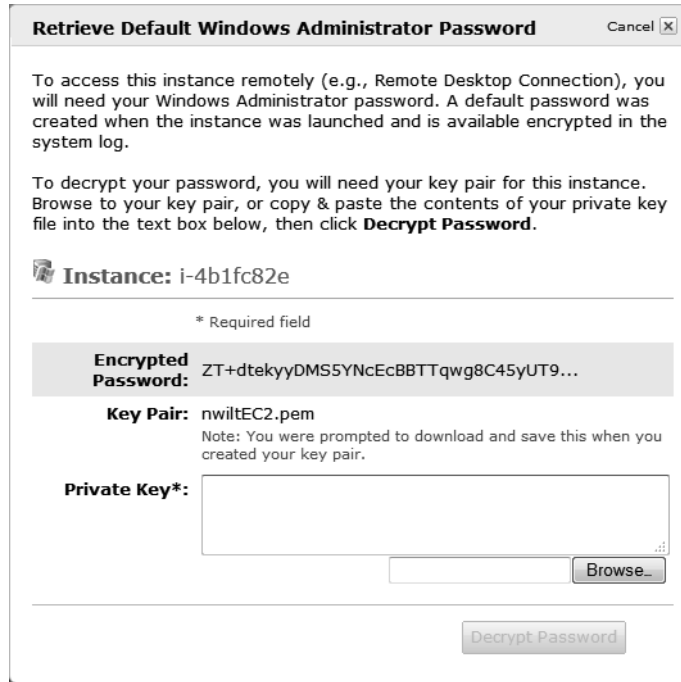 Retrieve Default Windows Administrator Password Cancel X
To access this instance remotely (e.g., Remote Desktop Connection), you
will need your Windows Administrator password. A default password was
created when the instance was launched and is available encrypted in the
system log.
To decrypt your password, you will need your key pair for this instance.
Browse to your key pair, or copy & paste the contents of your private key
file into the text box below, then click Decrypt Password.
Instance: i-4b1fc82e
* Required field
Encrypted
Password: ZT+dtekyyDMS5YNcEcBBTTqwg8C45yUT9...
Key Pair: nwiltEC2.pem
Note: You were prompted to download and save this when you
created your key pair.
Private Key*:
Browse...
Decrypt Password